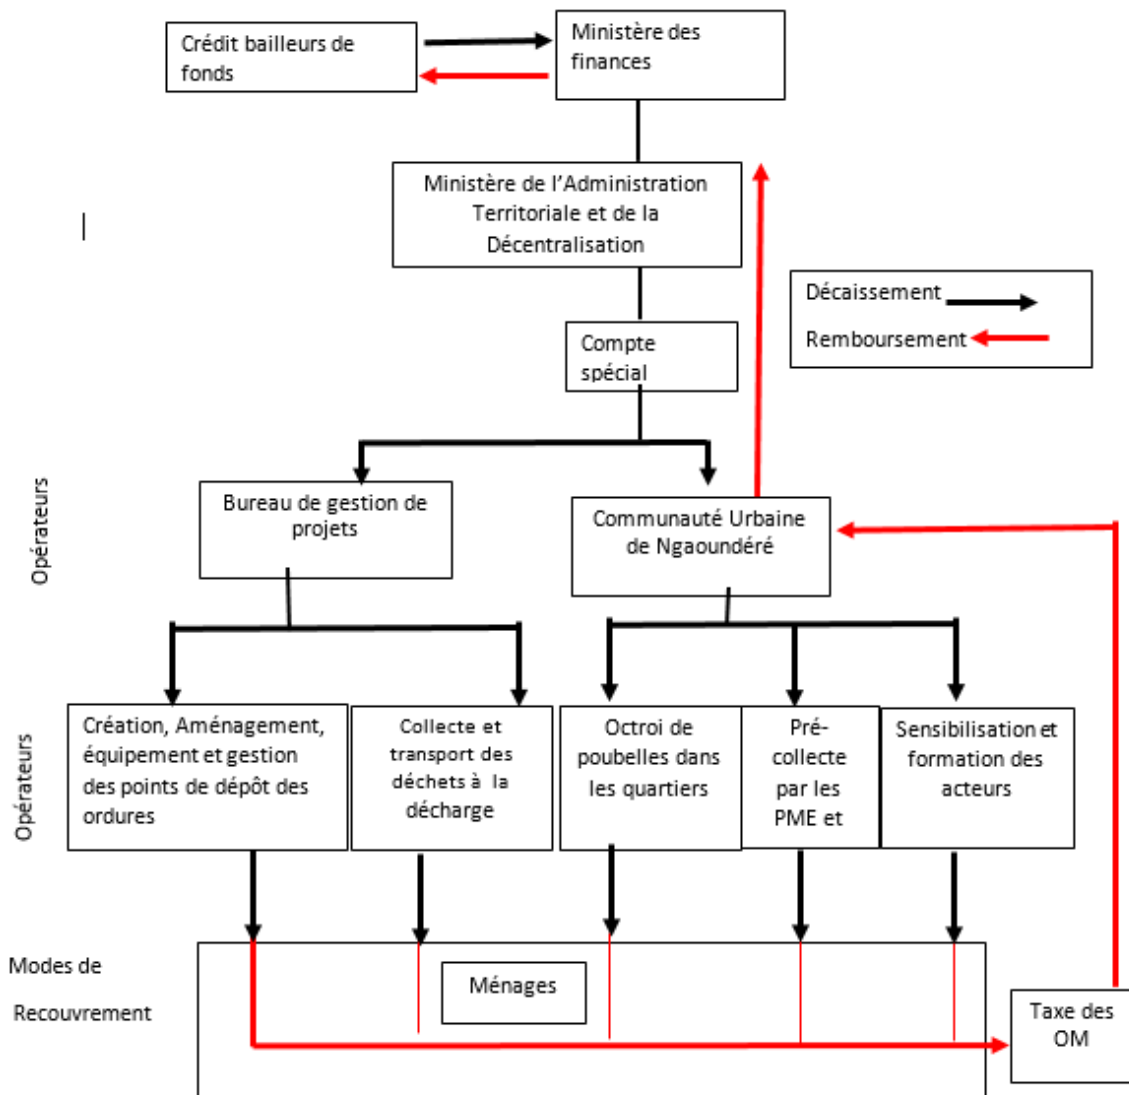 Crédit bailleurs de
fonds
Ministère des
finances
Ministère de l'Administration
Territoriale et de la
Décentralisation
Décaissement
Remboursement
Compte
spécial
Opérateurs
Bureau de gestion de
projets
Communauté Urbaine
de Ngaoundéré
Opérateurs
Création, Aménagement,
équipement et gestion
des points de dépôt des
ordures
Collecte et
transport des
déchets à la
décharge
Octroi de
poubelles dans
les quartiers
Pré-
collecte
par les
PME et
Sensibilisation et
formation des
acteurs
Modes de
Recouvrement
Ménages
Taxe des
OM